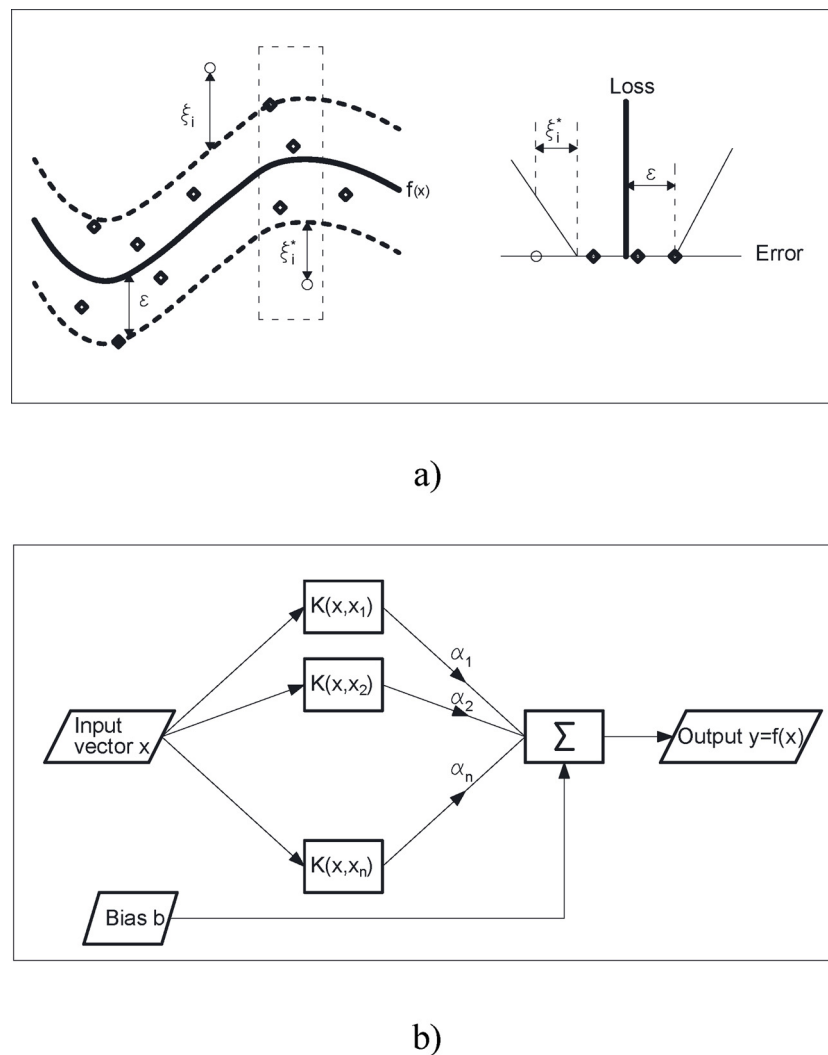 ξi
f(x)
ξi*
ε
Loss
ξi*
ε
Error
a)
K(x,x1)
α1
K(x,x2)
α2
Input
vector x
Σ
Output y=f(x)
αn
K(x,xn)
Bias b
b)